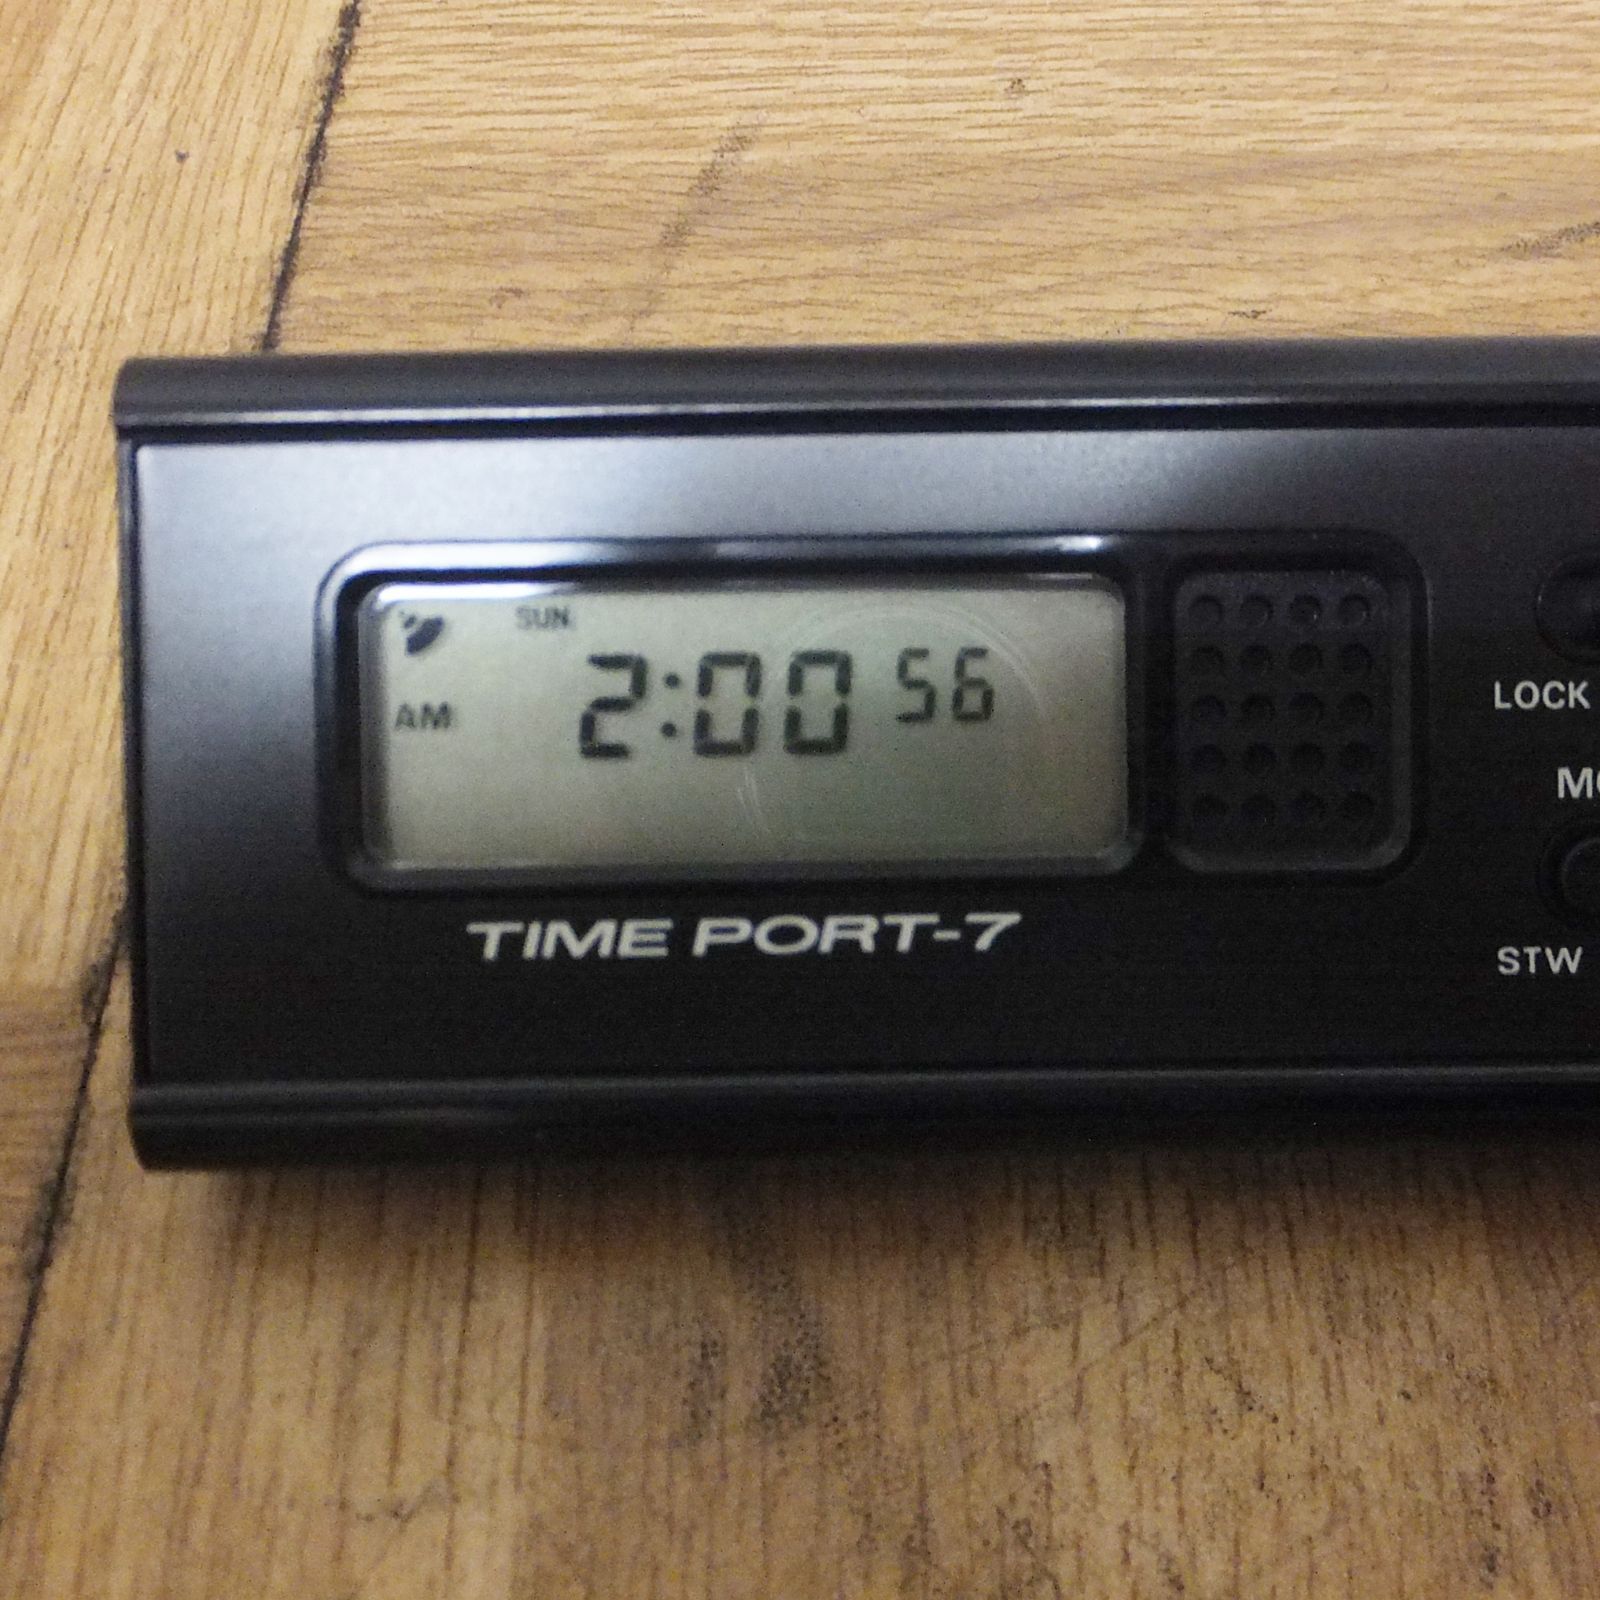 SUN
AM 2:00 56
TIME PORT-7
LOCK
STW